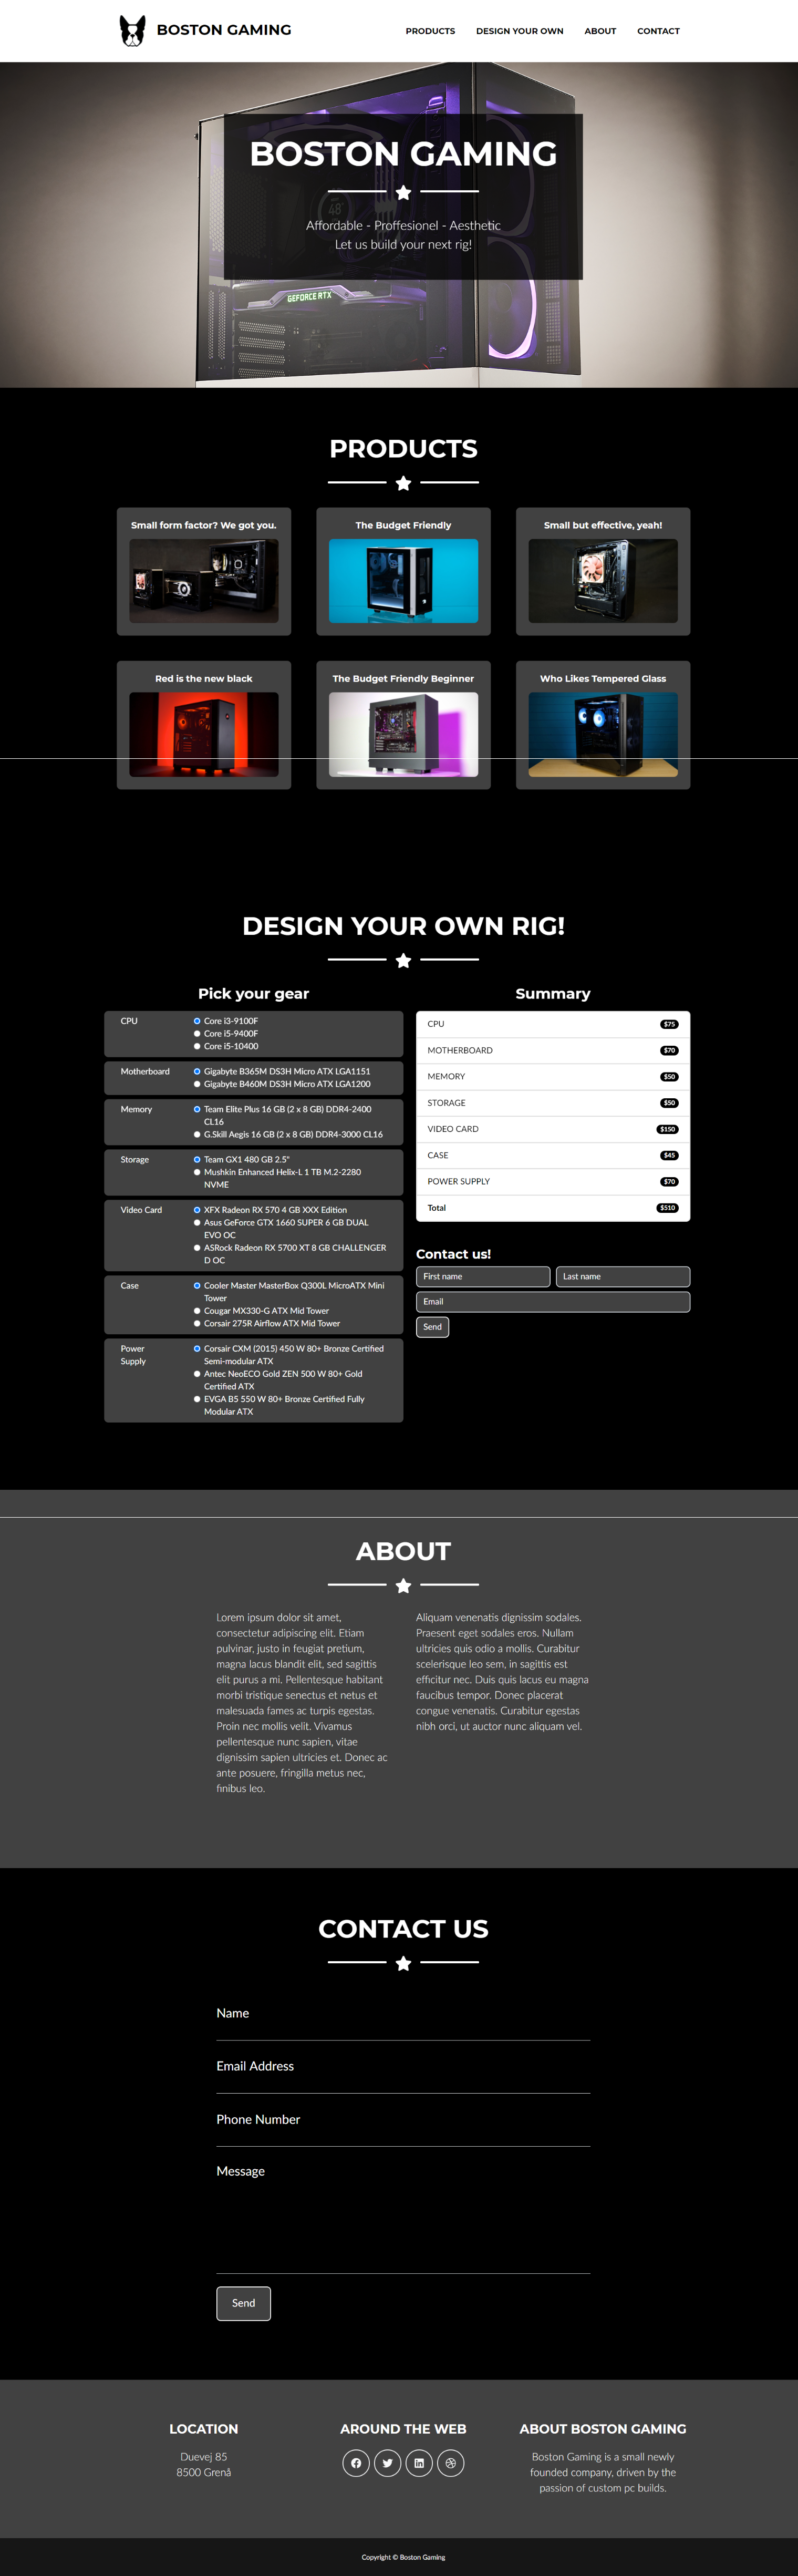 BOSTON GAMING
PRODUCTS
DESIGN YOUR OWN
ABOUT
CONTACT
BOSTON GAMING
Affordable - Proffesionel - Aesthetic
Let us build your next rig!
GEFORCE RTX
PRODUCTS
Small form factor? We got you.
The Budget Friendly
Small but effective, yeah!
Red is the new black
The Budget Friendly Beginner
Who Likes Tempered Glass
DESIGN YOUR OWN RIG!
Pick your gear
CPU
Core i3-9100F
Core i5-9400F
Core i5-10400
Motherboard
Gigabyte B365M DS3H Micro ATX LGA1151
Gigabyte B460M DS3H Micro ATX LGA1200
Memory
Team Elite Plus 16 GB (2 x 8 GB) DDR4-2400
CL16
G.Skill Aegis 16 GB (2 x 8 GB) DDR4-3000 CL16
Storage
Team GX1 480 GB 2.5"
Mushkin Enhanced Helix-L 1 TB M.2-2280
NVME
Video Card
XFX Radeon RX 570 4 GB XXX Edition
Asus GeForce GTX 1660 SUPER 6 GB DUAL
EVO OC
ASRock Radeon RX 5700 XT 8 GB CHALLENGER
D OC
Case
Cooler Master MasterBox Q300L MicroATX Mini
Tower
Cougar MX330-G ATX Mid Tower
Corsair 275R Airflow ATX Mid Tower
Power
Supply
Corsair CXM (2015) 450 W 80+ Bronze Certified
Semi-modular ATX
Antec NeoECO Gold ZEN 500 W 80+ Gold
Certified ATX
EVGA B5 550 W 80+ Bronze Certified Fully
Modular ATX
Summary
CPU $75
MOTHERBOARD $70
MEMORY $50
STORAGE $50
VIDEO CARD $150
CASE $45
POWER SUPPLY $70
Total $510
Contact us!
First name
Last name
Email
Send
ABOUT
Lorem ipsum dolor sit amet,
consectetur adipiscing elit. Etiam
pulvinar, justo in feugiat pretium,
magna lacus blandit elit, sed sagittis
elit purus a mi. Pellentesque habitant
morbi tristique senectus et netus et
malesuada fames ac turpis egestas.
Proin nec mollis velit. Vivamus
pellentesque nunc sapien, vitae
dignissim sapien ultricies et. Donec ac
ante posuere, fringilla metus nec,
finibus leo.
Aliquam venenatis dignissim sodales.
Praesent eget sodales eros. Nullam
ultricies quis odio a mollis. Curabitur
scelerisque leo sem, in sagittis est
efficitur nec. Duis quis lacus eu magna
faucibus tempor. Donec placerat
congue venenatis. Curabitur egestas
nibh orci, ut auctor nunc aliquam vel.
CONTACT US
Name
Email Address
Phone Number
Message
Send
LOCATION
Duevej 85
8500 Grenå
AROUND THE WEB
ABOUT BOSTON GAMING
Boston Gaming is a small newly
founded company, driven by the
passion of custom pc builds.
Copyright © Boston Gaming